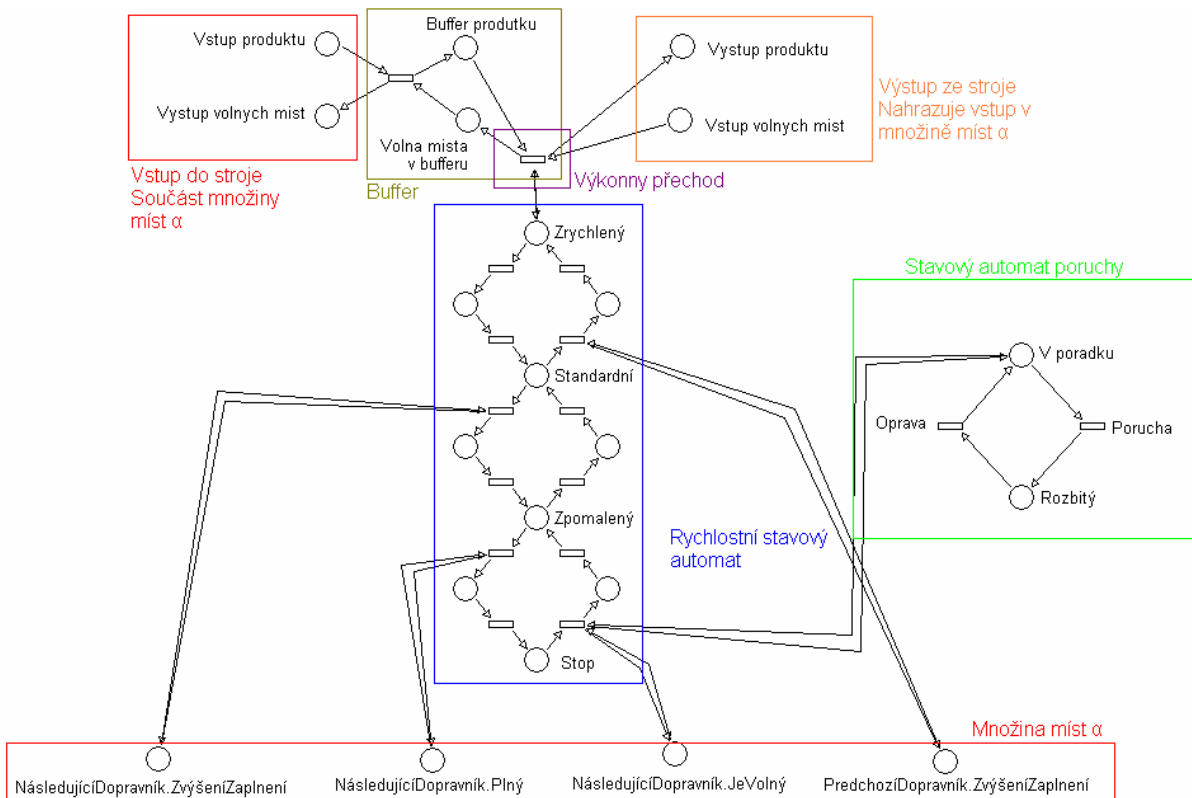 Vstup produktu
Vystup volnych mist
Vstup do stroje
Součást množiny
míst α
Buffer produtku
Volna mista
v bufferu
Buffer
Výkonny přechod
Vystup produktu
Vstup volnych mist
Výstup ze stroje
Nahrazuje vstup v
množině míst α
Zrychlený
Standardní
Zpomalený
Stop
Rychlostní stavový
automat
Stavový automat poruchy
V poradku
Oprava
Porucha
Rozbitý
Množina míst α
NásledujícíDopravník.ZvýšeníZaplnení
NásledujícíDopravník.Plný
NásledujícíDopravník.JeVolný
PredchozíDopravník.ZvýšeníZaplnení